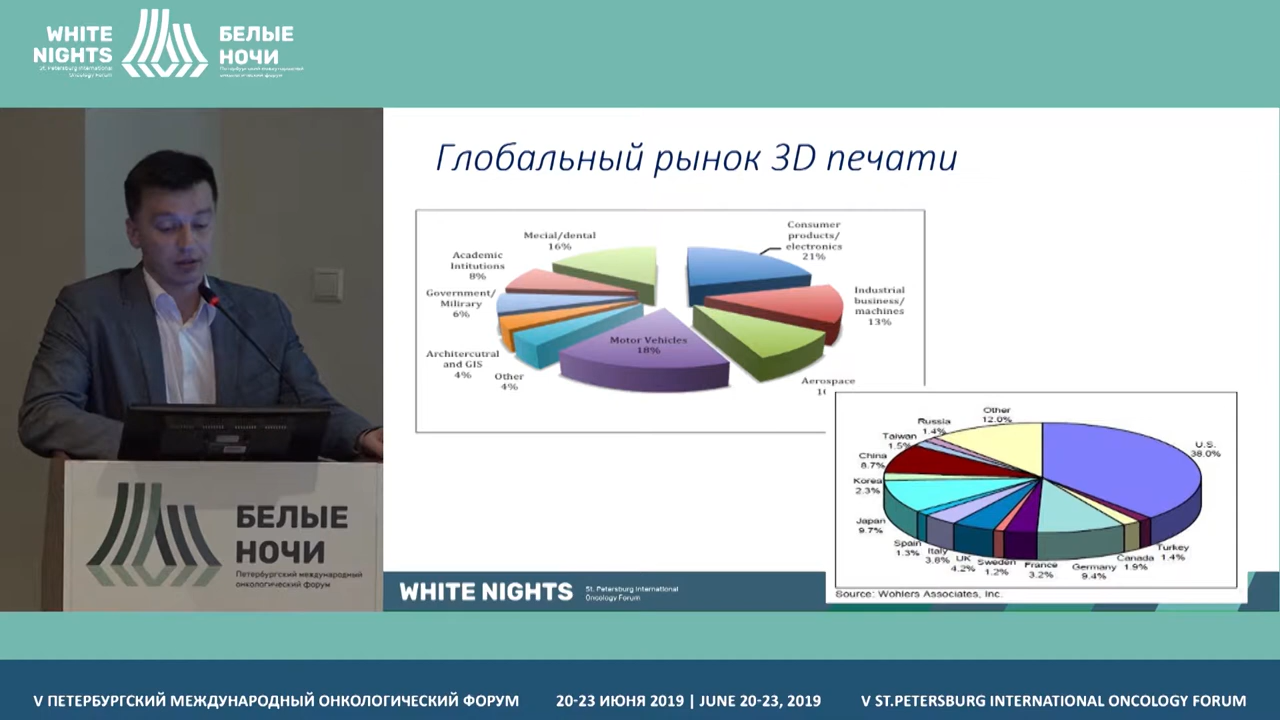 WHITE
NIGHTS
St. Petersburg International
Oncology Forum
БЕЛЫЕ
НОЧИ
Петербургский международный
онкологический форум
Глобальный рынок 3D печати
Mecial/dental
16%
Consumer
products/
electronics
21%
Academic
Intitutions
8%
Government/
Milirary
6%
Industrial
business/
machines
13%
Motor Vehicles
18%
Architercutral
and GIS
4%
Other
4%
Aerospace
Other
12.0%
Russia
1.4%
Taiwan
1.5%
China
8.7%
Korea
2.3%
Japan
9.7%
Spain
1.3%
Italy
3.8%
UK
4.2%
Sweden
1.2%
France
3.2%
Germany
9.4%
Canada
1.9%
Turkey
1.4%
U.S.
38.0%
Source: Wohlers Associates, Inc.
БЕЛЫЕ
НОЧИ
Петербургский международный
онкологический форум
WHITE NIGHTS
St. Petersburg International
Oncology Forum
V ПЕТЕРБУРГСКИЙ МЕЖДУНАРОДНЫЙ ОНКОЛОГИЧЕСКИЙ ФОРУМ 20-23 ИЮНЯ 2019 | JUNE 20-23, 2019 V ST.PETERSBURG INTERNATIONAL ONCOLOGY FORUM